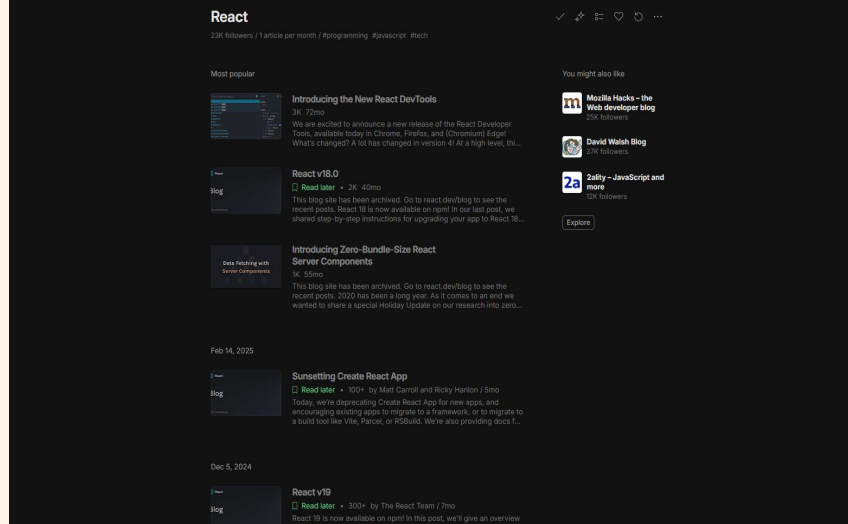 React
23K followers / 1 article per month / #programming #javascript #tech
Most popular
Introducing the New React DevTools
3K 72mo
We are excited to announce a new release of the React Developer
Tools, available today in Chrome, Firefox, and (Chromium) Edge!
What's changed? A lot has changed in version 4! At a high level, thi...
React
Blog
React v18.0
Read later • 2K 40mo
This blog site has been archived. Go to react.dev/blog to see the
recent posts. React 18 is now available on npm! In our last post, we
shared step-by-step instructions for upgrading your app to React 18...
Data Fetching with
Server Components
Introducing Zero-Bundle-Size React
Server Components
1K 55mo
This blog site has been archived. Go to react.dev/blog to see the
recent posts. 2020 has been a long year. As it comes to an end we
wanted to share a special Holiday Update on our research into zero...
Feb 14, 2025
React
Blog
Sunsetting Create React App
Read later • 100+ by Matt Carroll and Ricky Hanlon / 5mo
Today, we're deprecating Create React App for new apps, and
encouraging existing apps to migrate to a framework, or to migrate to
a build tool like Vite, Parcel, or RSBuild. We're also providing docs f...
Dec 5, 2024
React
Blog
React v19
Read later • 300+ by The React Team / 7mo
React 19 is now available on npm! In this post, we'll give an overview
You might also like
m
Mozilla Hacks – the
Web developer blog
25K followers
David Walsh Blog
37K followers
2a
2ality – JavaScript and
more
12K followers
Explore